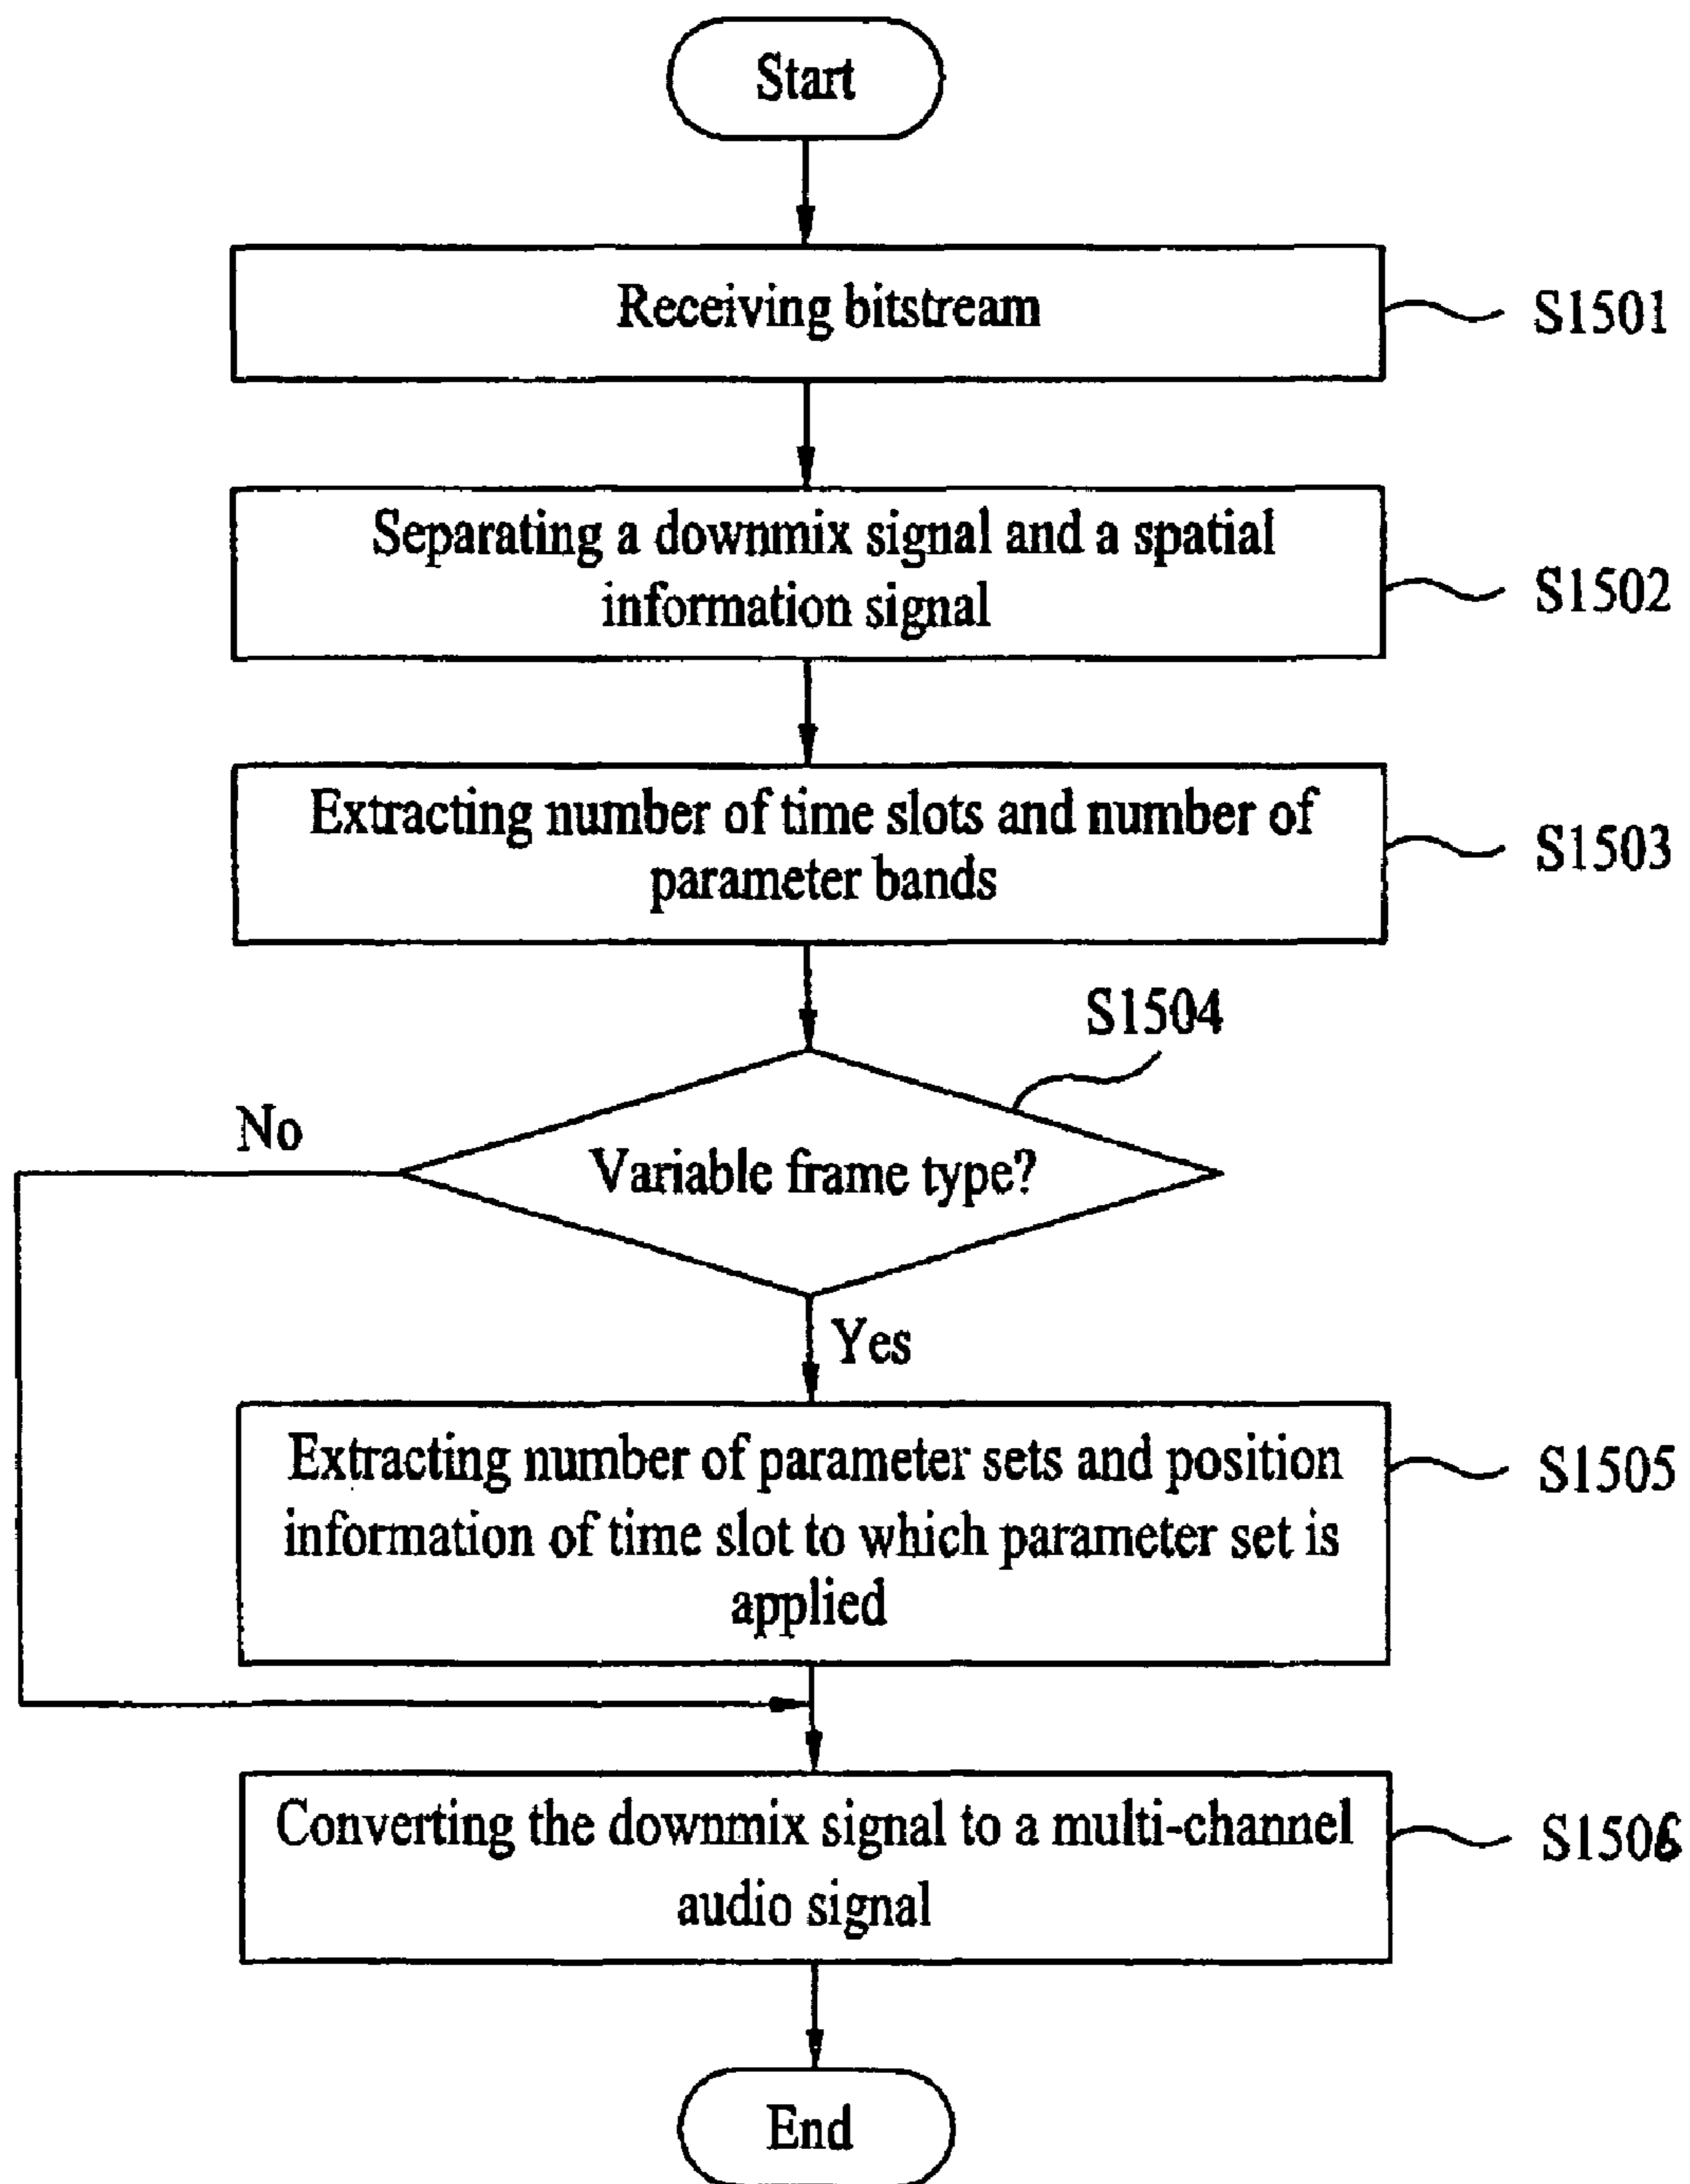 Start
Receiving bitstream
S1501
Separating a downmix signal and a spatial
information signal
S1502
Extracting number of time slots and number of
parameter bands
S1503
S1504
No
Variable frame type?
Yes
Extracting number of parameter sets and position
information of time slot to which parameter set is
applied
S1505
Converting the downmix signal to a multi-channel
audio signal
S1506
End